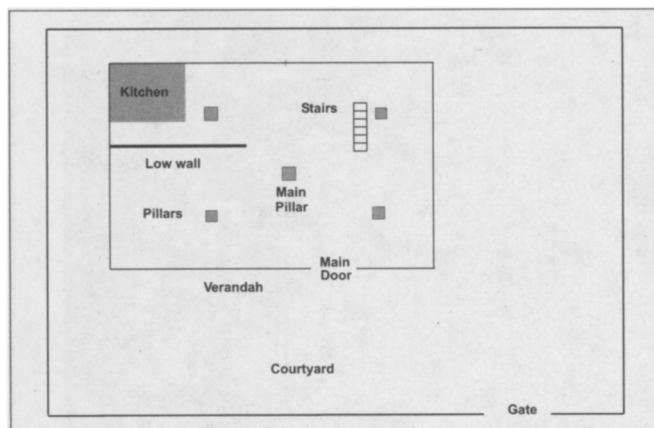 Kitchen
Stairs
Low wall
Main
Pillar
Pillars
Main
Door
Verandah
Courtyard
Gate